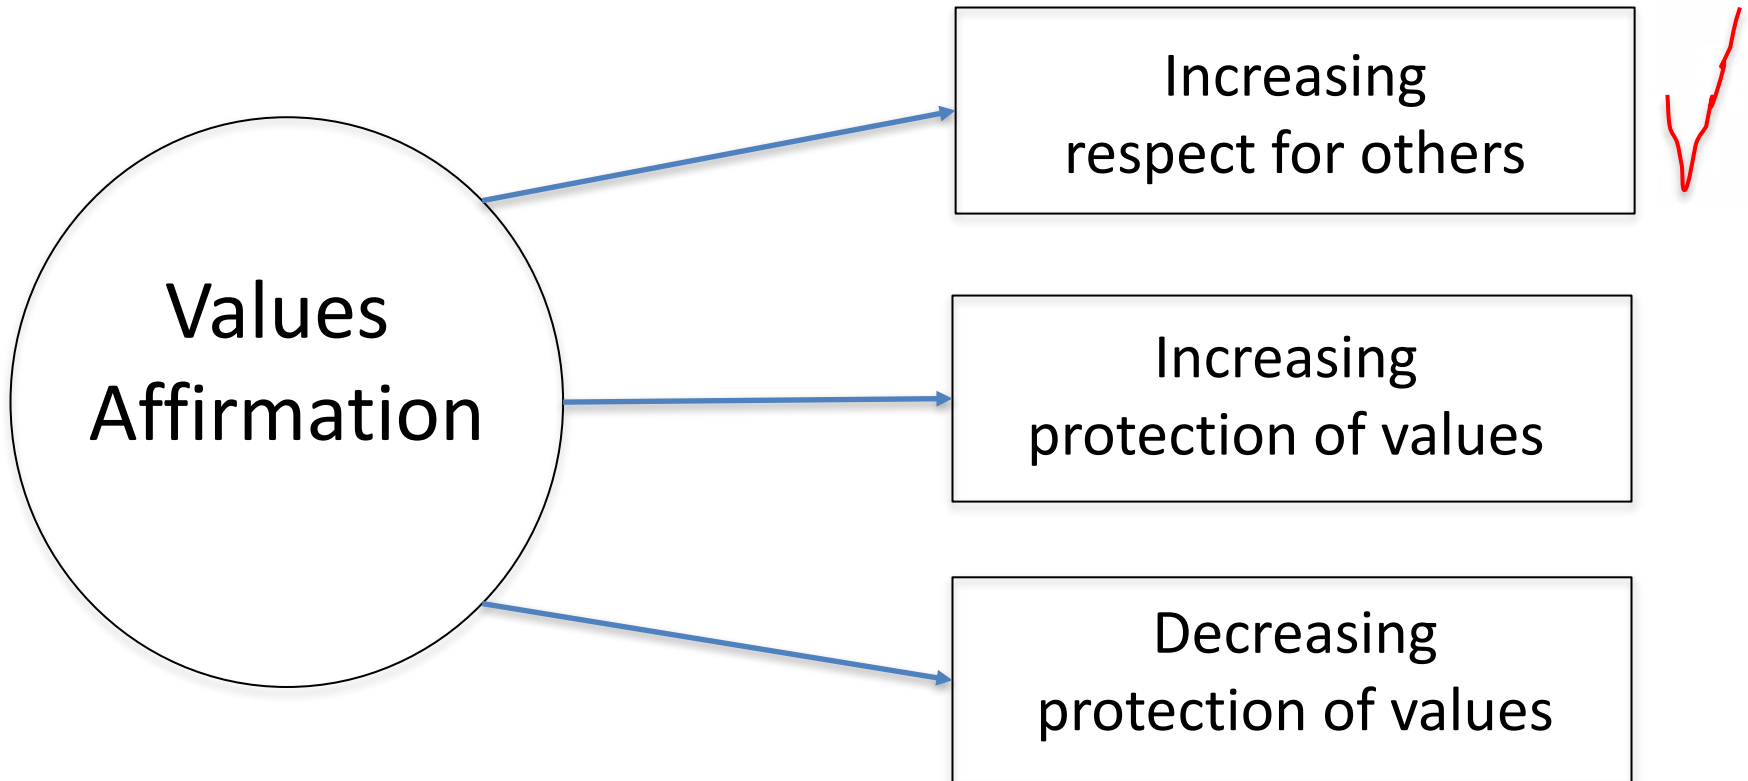 Values
Affirmation
Increasing
respect for others
Increasing
protection of values
Decreasing
protection of values